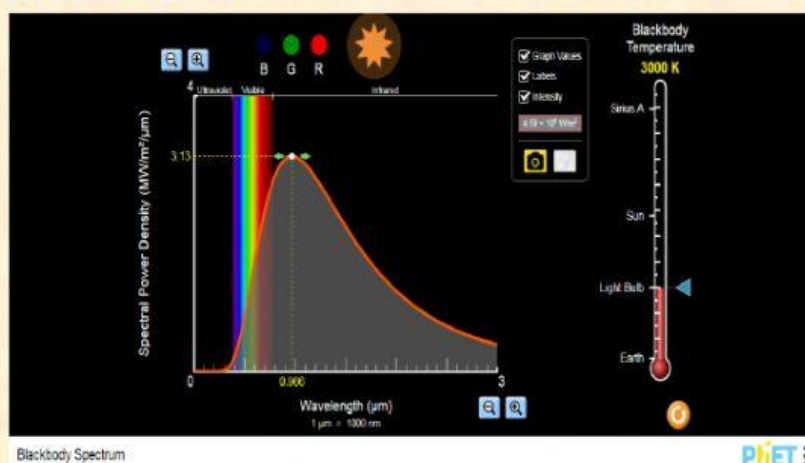 Blackbody
Temperature
3000 K
B G R
Graph Values
Labels
Intensity
4
Ultraviolet Visible Infrared
Sirius A
3.13
Spectral Power Density (MW/m²/µm)
Sun
Light Bulb
Earth
0
0.966
3
Wavelength (µm)
1 µm = 1000 nm
Blackbody Spectrum
PhET